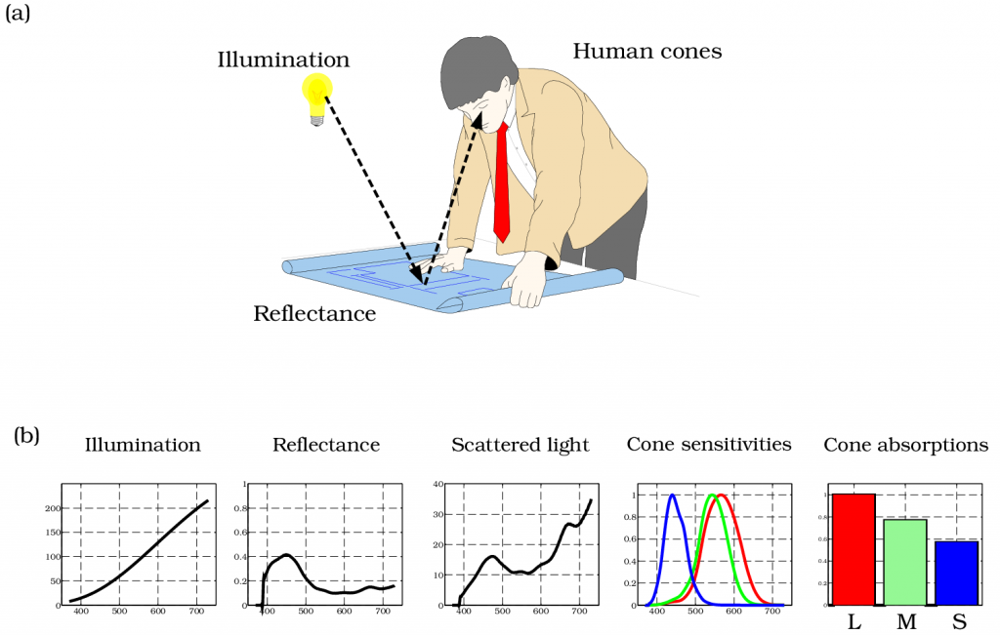 (a)
Illumination
Human cones
Reflectance
(b)
Illumination
Reflectance
Scattered light
Cone sensitivities
Cone absorptions
200
150
100
50
0
400 500 600 700
1
0.8
0.6
0.4
0.2
0
400 500 600 700
40
30
20
10
0
400 500 600 700
1
0.8
0.6
0.4
0.2
0
400 500 600 700
1
0.8
0.6
0.4
0.2
0
L M S